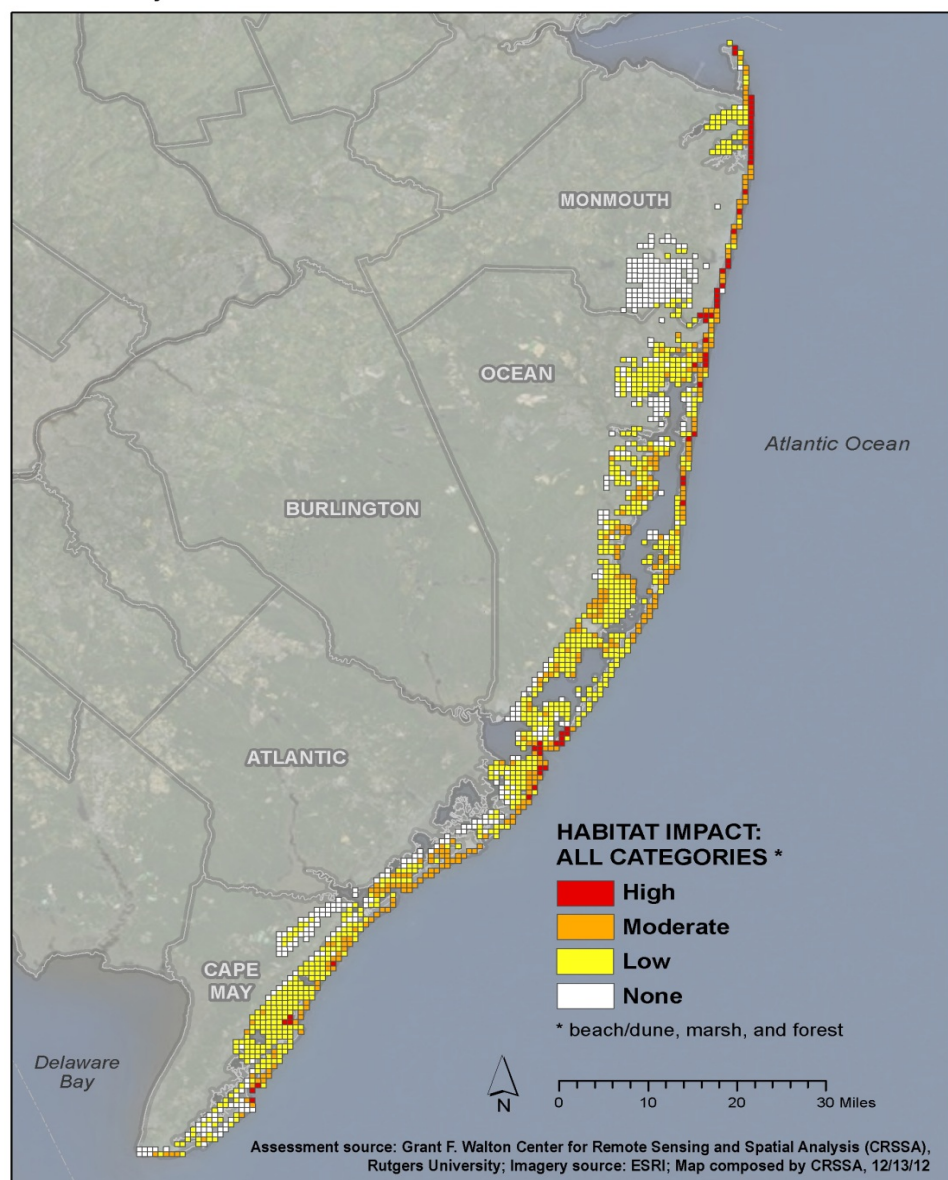 MONMOUTH
OCEAN
Atlantic Ocean
BURLINGTON
ATLANTIC
HABITAT IMPACT:
ALL CATEGORIES *
High
Moderate
Low
None
* beach/dune, marsh, and forest
CAPE
MAY
Delaware
Bay
N
0 10 20 30 Miles
Assessment source: Grant F. Walton Center for Remote Sensing and Spatial Analysis (CRSSA),
Rutgers University; Imagery source: ESRI; Map composed by CRSSA, 12/13/12